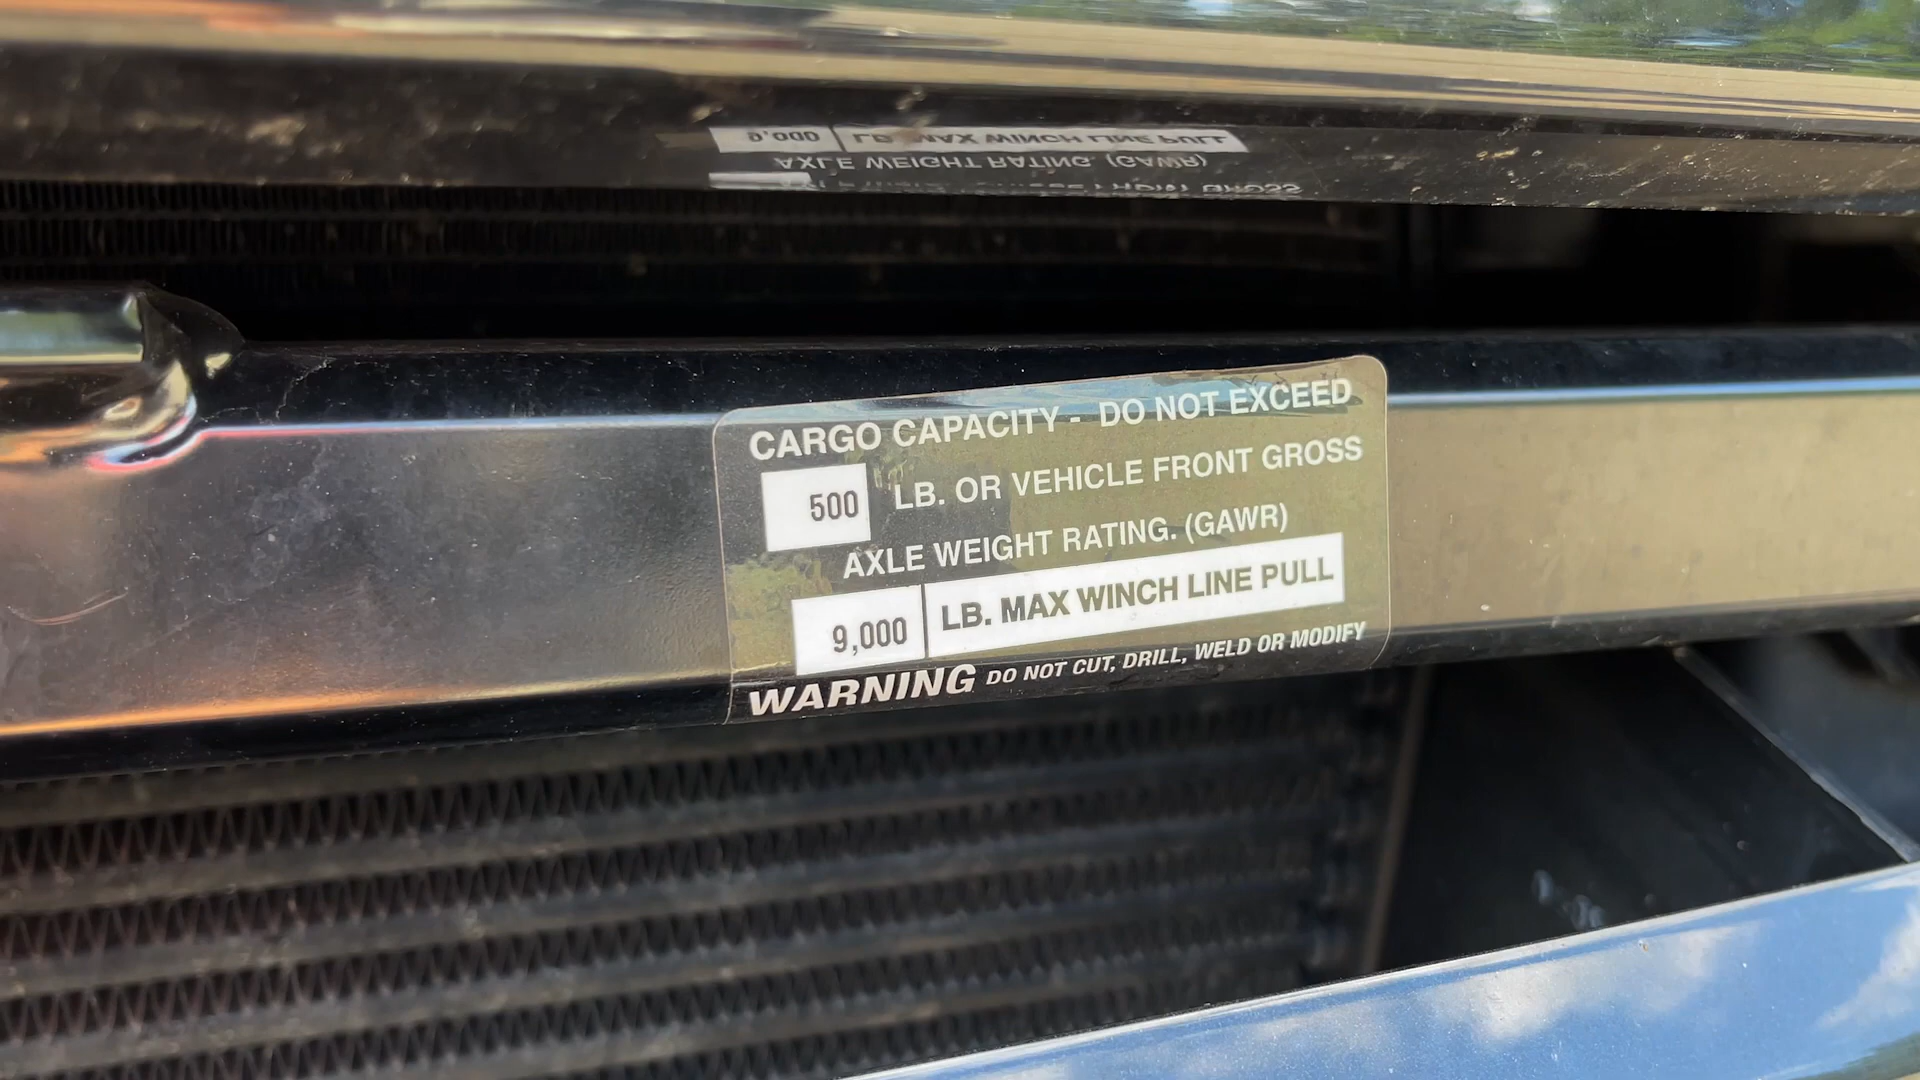 CARGO CAPACITY - DO NOT EXCEED
500 LB. OR VEHICLE FRONT GROSS
AXLE WEIGHT RATING. (GAWR)
9,000 LB. MAX WINCH LINE PULL
WARNING DO NOT CUT, DRILL, WELD OR MODIFY